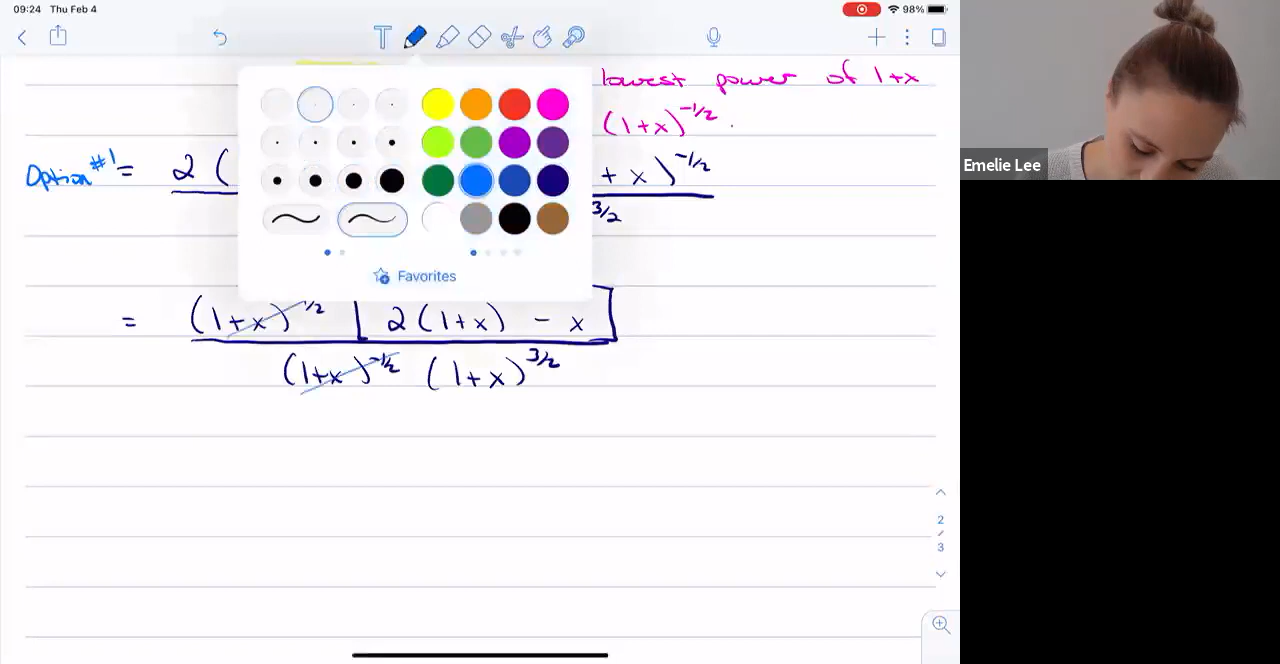 09:24 Thu Feb 4 98%
T
lowest power of 1+x
(1+x)^-1/2 .
Option #1 = 2 ( + x)^-1/2
3/2
Favorites
= (1+x)^-1/2 [ 2(1+x) - x ]
(1+x)^-1/2 (1+x)^3/2
2
3
Emelie Lee